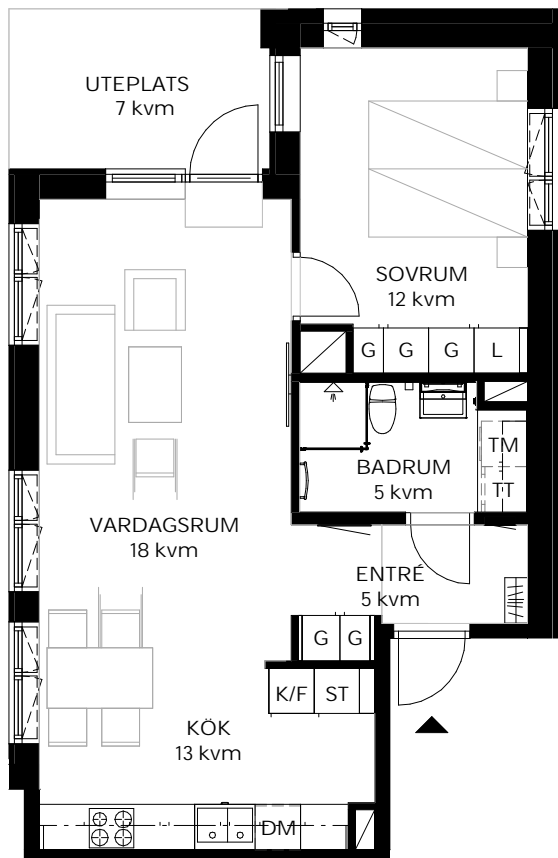 UTEPLATS
7 kvm
SOVRUM
12 kvm
G G G L
BADRUM
5 kvm
TM
TT
VARDAGSRUM
18 kvm
ENTRÉ
5 kvm
G G
K/F ST
KÖK
13 kvm
DM